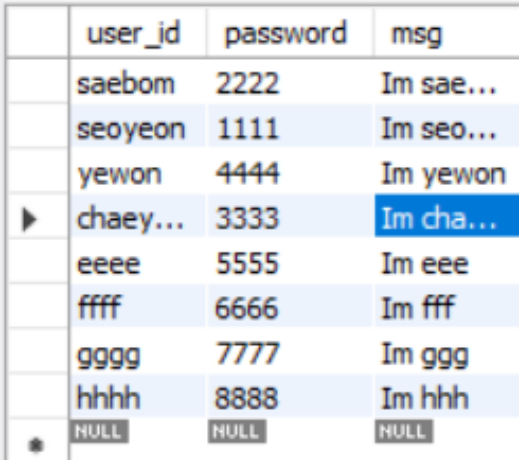 user_id password msg
saebom 2222 Im sae...
seoyeon 1111 Im seo...
yewon 4444 Im yewon
chaey... 3333 Im cha...
eeee 5555 Im eee
ffff 6666 Im fff
gggg 7777 Im ggg
hhhh 8888 Im hhh
NULL NULL NULL